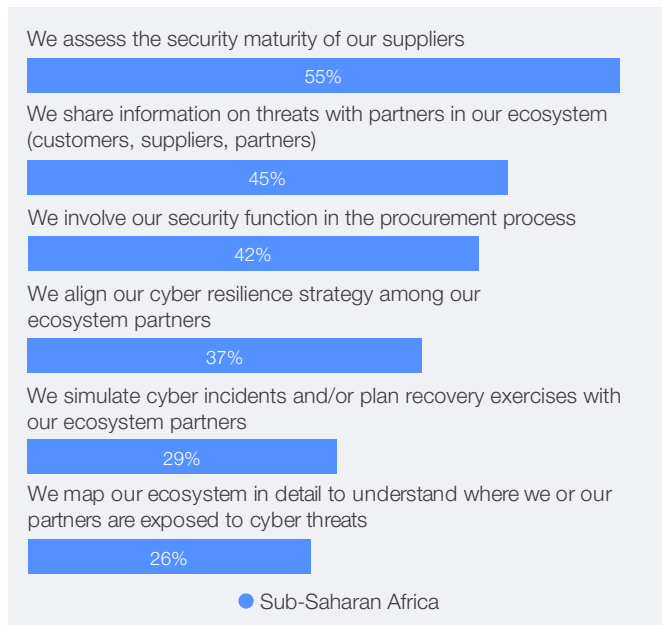 We assess the security maturity of our suppliers
55%
We share information on threats with partners in our ecosystem
(customers, suppliers, partners)
45%
We involve our security function in the procurement process
42%
We align our cyber resilience strategy among our
ecosystem partners
37%
We simulate cyber incidents and/or plan recovery exercises with
our ecosystem partners
29%
We map our ecosystem in detail to understand where we or our
partners are exposed to cyber threats
26%
Sub-Saharan Africa